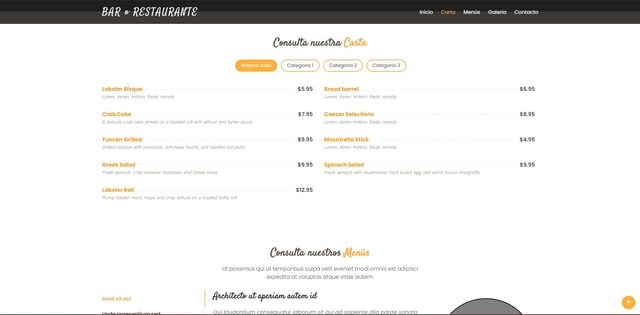 BAR & RESTAURANTE
Inicio Carta Menús Galería Contacto
Consulta nuestra Carta
Mostrar todo Categoria 1 Categoria 2 Categoria 3
Lobster Bisque $5.95
Lorem, deren, trataro, filede, nerada
Bread barrel $6.95
Lorem, deren, trataro, filede, nerada
Crab Cake $7.95
A delicate crab cake served on a toasted roll with lettuce and tartar sauce
Caesar Selections $8.95
Lorem, deren, trataro, filede, nerada
Tuscan Grilled $9.95
Grilled chicken with provolone, artichoke hearts, and roasted red pesto
Mozzarella Stick $4.95
Lorem, deren, trataro, filede, nerada
Greek Salad $9.95
Fresh spinach, crisp romaine, tomatoes, and Greek olives
Spinach Salad $9.95
Fresh spinach with mushrooms, hard boiled egg, and warm bacon vinaigrette
Lobster Roll $12.95
Plump lobster meat, mayo and crisp lettuce on a toasted bulky roll
Consulta nuestros Menús
Ut possimus qui ut temporibus culpa velit eveniet modi omnis est adipisci
expedita at voluptas atque vitae autem.
Modi sit est
Architecto ut aperiam autem id
Unde praesentium sed
Qui laudantium consequatur laborum sit qui ad sapiente dila parde sonata